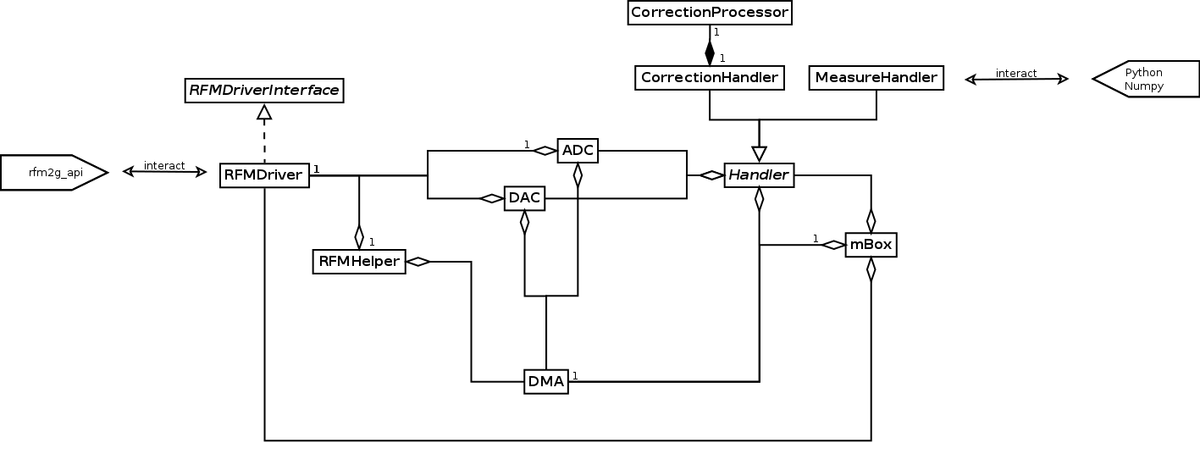 CorrectionProcessor
1
1
CorrectionHandler
MeasureHandler
interact
Python
Numpy
RFMDriverInterface
rfm2g_api
interact
RFMDriver
1
1
ADC
Handler
DAC
1
RFMHelper
1
mBox
DMA
1